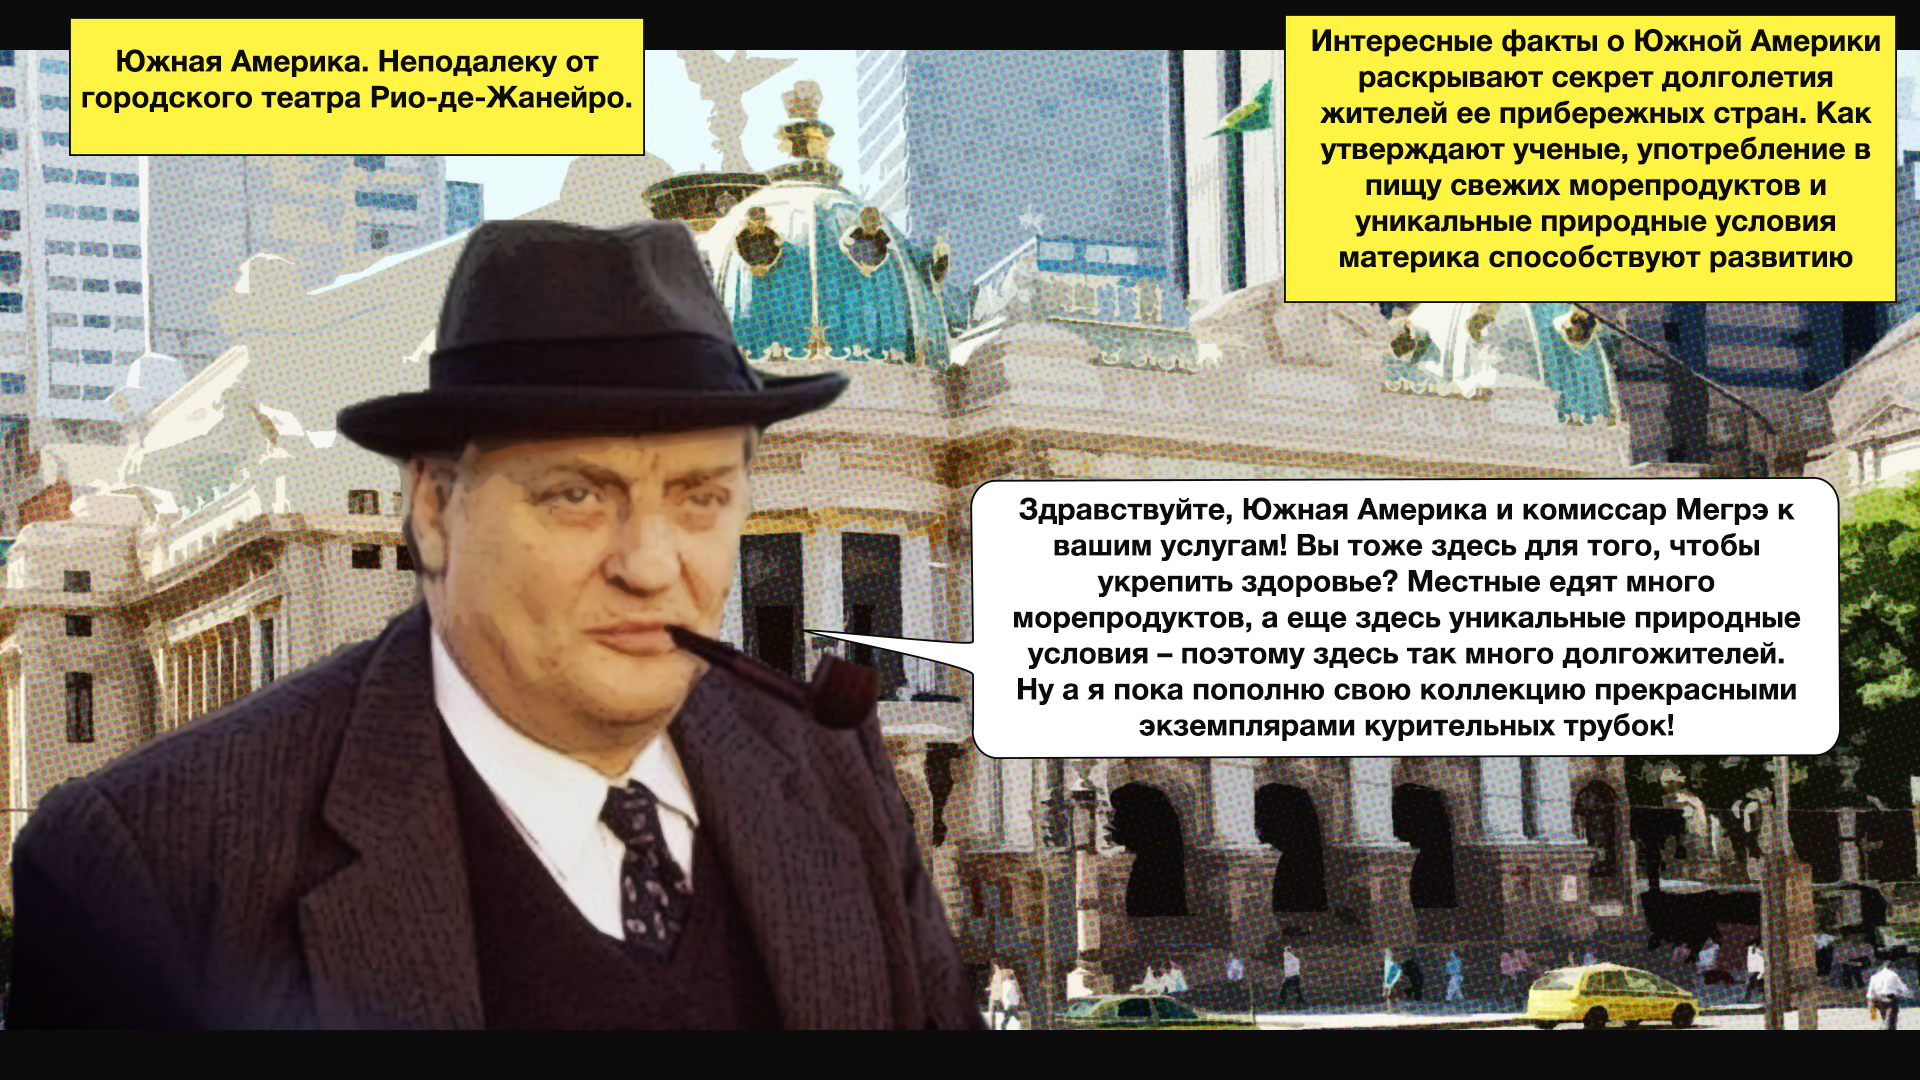 Южная Америка. Неподалеку от
городского театра Рио-де-Жанейро.
Интересные факты о Южной Америки
раскрывают секрет долголетия
жителей ее прибережных стран. Как
утверждают ученые, употребление в
пищу свежих морепродуктов и
уникальные природные условия
материка способствуют развитию
Здравствуйте, Южная Америка и комиссар Мегрэ к
вашим услугам! Вы тоже здесь для того, чтобы
укрепить здоровье? Местные едят много
морепродуктов, а еще здесь уникальные природные
условия – поэтому здесь так много долгожителей.
Ну а я пока пополню свою коллекцию прекрасными
экземплярами курительных трубок!